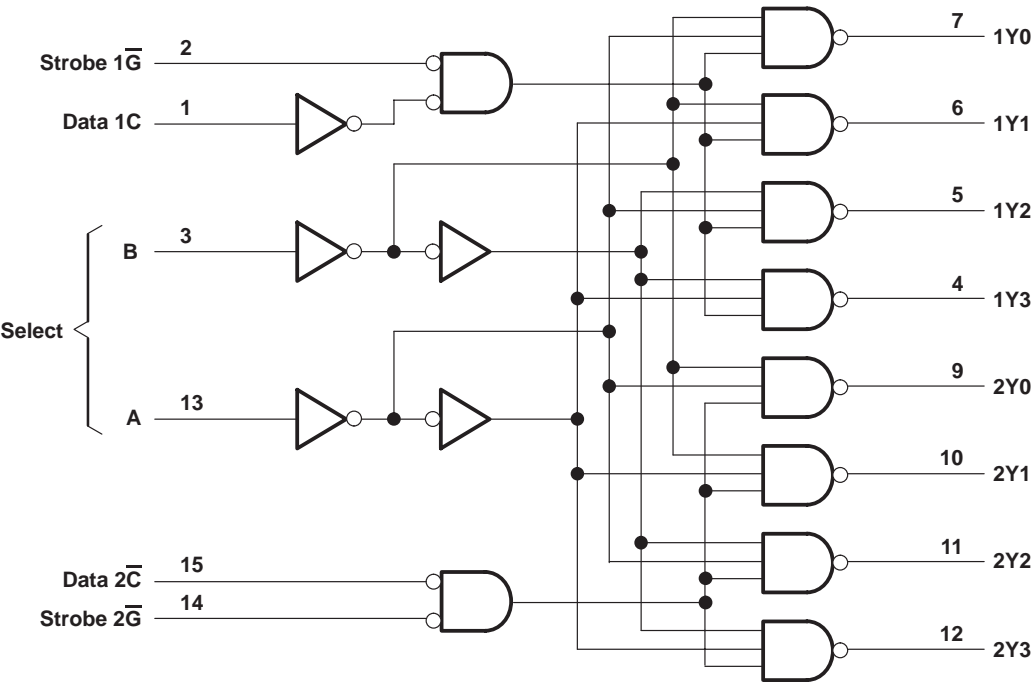 Strobe 1G̅ 2
Data 1C 1
Select
B 3
A 13
Data 2C̅ 15
Strobe 2G̅ 14
7 1Y0
6 1Y1
5 1Y2
4 1Y3
9 2Y0
10 2Y1
11 2Y2
12 2Y3